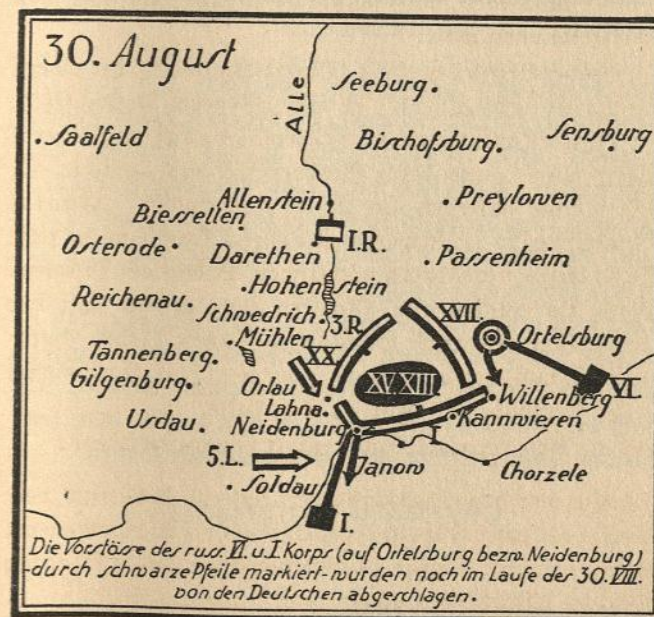 30. August
Alle
Seeburg
Saalfeld
Bischofsburg
Sensburg
Allenstein
Preylowen
Biessellen
I.R.
Osterode
Darethen
Passenheim
Hohenstein
Reichenau
Schwedrich
3.R.
XVII.
Mühlen
Ortelsburg
Tannenberg
XX.
XV. XIII.
VI.
Gilgenburg
Orlau
Willenberg
Lahna
Kannwiesen
Usdau
Neidenburg
I.
5.L.
Janow
Chorzele
Soldau
I.
Die Vorstösse des russ. VI. u. I. Korps (auf Ortelsburg bezw. Neidenburg)
-durch schwarze Pfeile markiert- wurden noch im Laufe des 30. VIII.
von den Deutschen abgeschlagen.